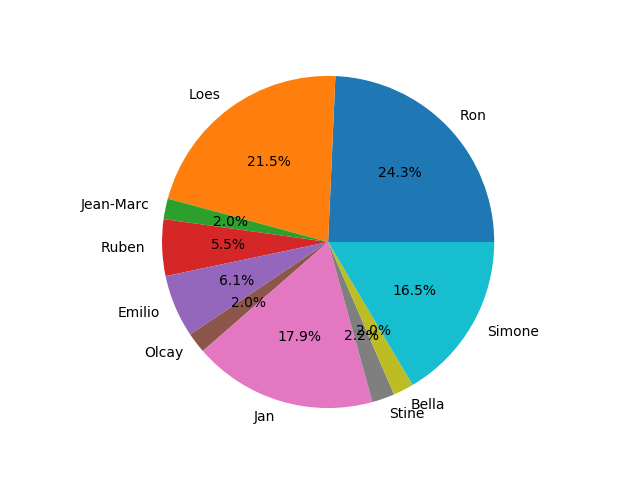 Loes
Ron
21.5%
24.3%
Jean-Marc
2.0%
Ruben
5.5%
Emilio
6.1%
Olcay
2.0%
Jan
17.9%
Stine
2.2%
Bella
2.0%
Simone
16.5%